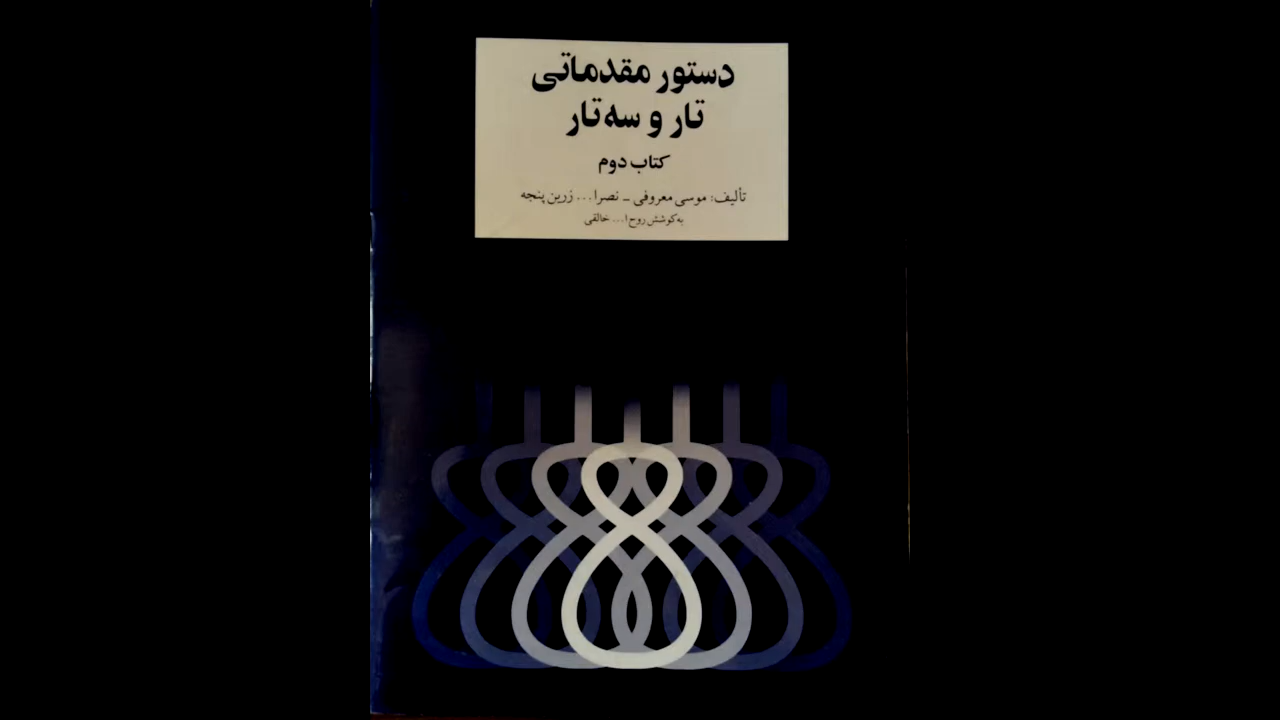 دستور مقدماتی
تار و سه‌تار
کتاب دوم
تألیف: موسی معروفی ـ نصرا... زرین پنجه
به‌کوشش روح ا... خالقی